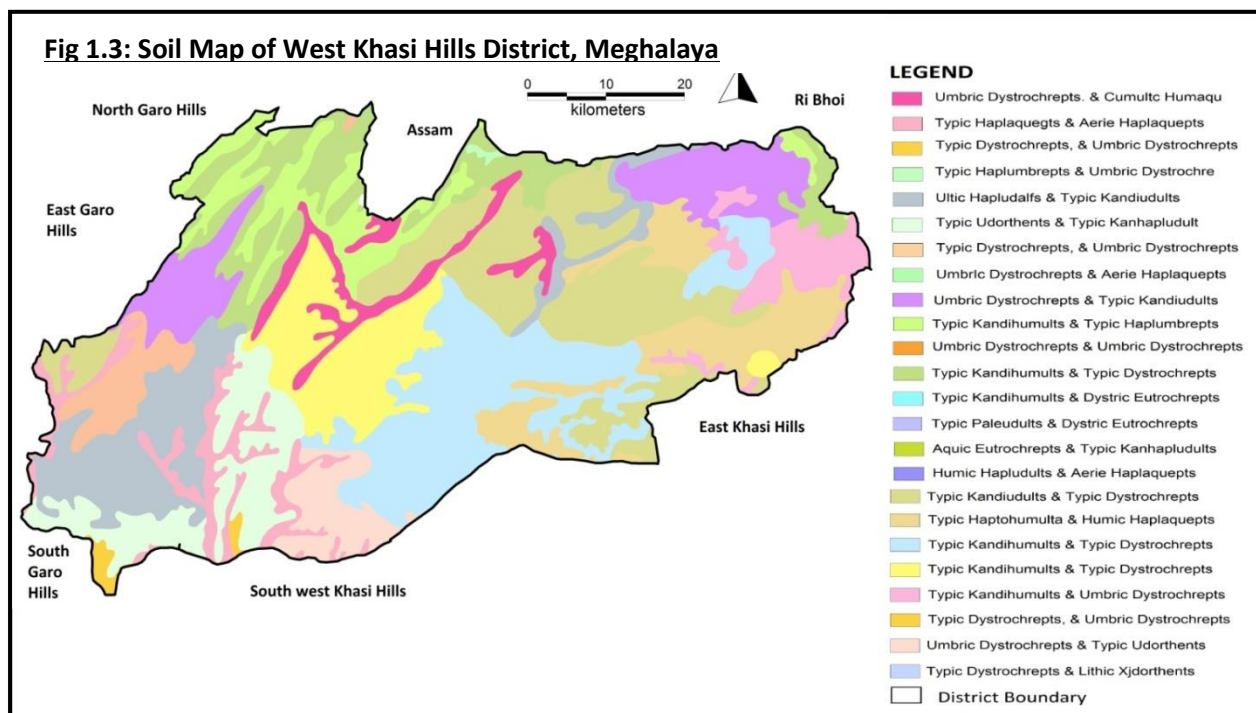 Fig 1.3: Soil Map of West Khasi Hills District, Meghalaya
0 10 20
kilometers
North Garo Hills
Assam
Ri Bhoi
East Garo
Hills
East Khasi Hills
South
Garo
Hills
South west Khasi Hills
LEGEND
Umbric Dystrochrepts. & Cumultc Humaqu
Typic Haplaquegts & Aerie Haplaquepts
Typic Dystrochrepts, & Umbric Dystrochrepts
Typic Haplumbrepts & Umbric Dystrochre
Ultic Hapludalfs & Typic Kandiudults
Typic Udorthents & Typic Kanhapludult
Typic Dystrochrepts, & Umbric Dystrochrepts
Umbrlc Dystrochrepts & Aerie Haplaquepts
Umbric Dystrochrepts & Typic Kandiudults
Typic Kandihumults & Typic Haplumbrepts
Umbric Dystrochrepts & Umbric Dystrochrepts
Typic Kandihumults & Typic Dystrochrepts
Typic Kandihumults & Dystric Eutrochrepts
Typic Paleudults & Dystric Eutrochrepts
Aquic Eutrochrepts & Typic Kanhapludults
Humic Hapludults & Aerie Haplaquepts
Typic Kandiudults & Typic Dystrochrepts
Typic Haptohumulta & Humic Haplaquepts
Typic Kandihumults & Typic Dystrochrepts
Typic Kandihumults & Typic Dystrochrepts
Typic Kandihumults & Umbric Dystrochrepts
Typic Dystrochrepts, & Umbric Dystrochrepts
Umbric Dystrochrepts & Typic Udorthents
Typic Dystrochrepts & Lithic Xjdorthents
District Boundary